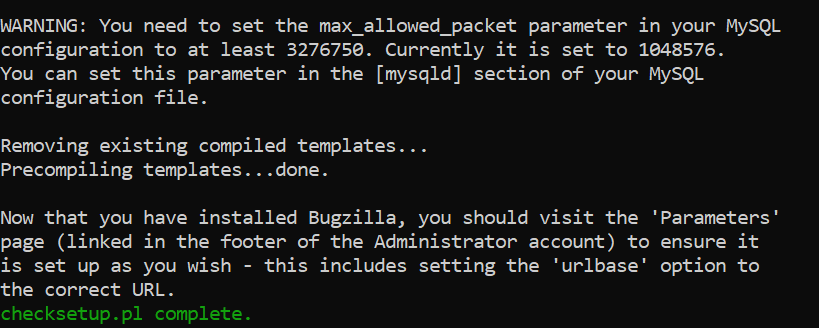 WARNING: You need to set the max_allowed_packet parameter in your MySQL
configuration to at least 3276750. Currently it is set to 1048576.
You can set this parameter in the [mysqld] section of your MySQL
configuration file.
Removing existing compiled templates...
Precompiling templates...done.
Now that you have installed Bugzilla, you should visit the 'Parameters'
page (linked in the footer of the Administrator account) to ensure it
is set up as you wish - this includes setting the 'urlbase' option to
the correct URL.
checksetup.pl complete.